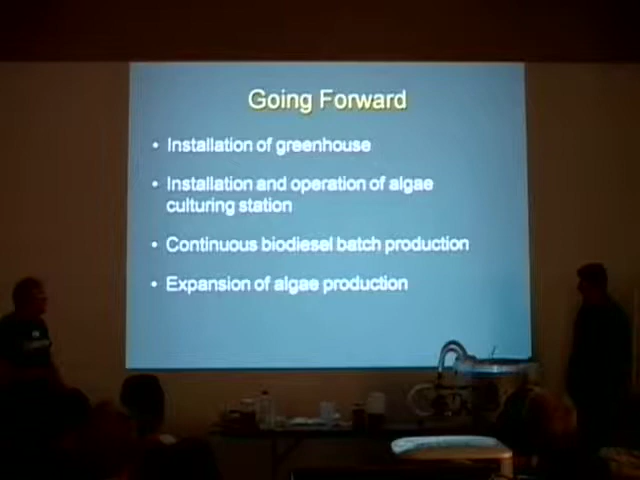 Going Forward
• Installation of greenhouse
• Installation and operation of algae
culturing station
• Continuous biodiesel batch production
• Expansion of algae production